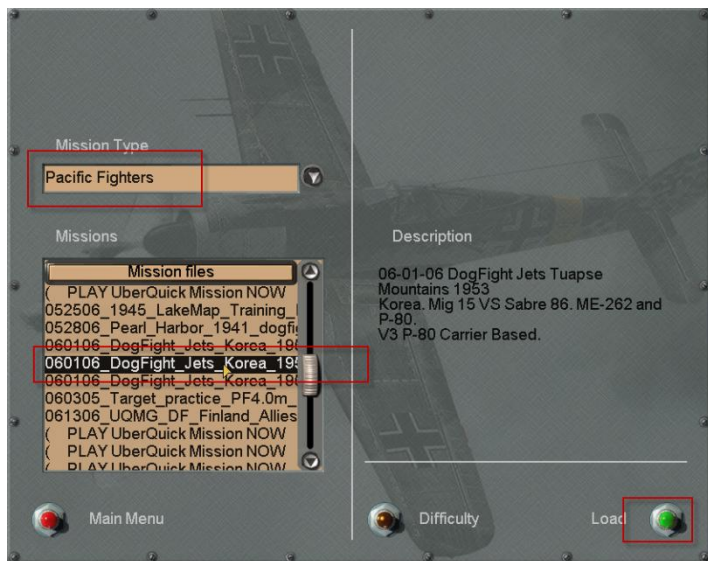 Mission Type
Pacific Fighters
Missions
Mission files
( PLAY UberQuick Mission NOW
052506_1945_LakeMap_Training_
052806_Pearl_Harbor_1941_dogfi
060106_DogFight_Jets_Korea_19
060106_DogFight_Jets_Korea_195
060106_DogFight_Jets_Korea_19
060305_Target_practice_PF4.0m_
061306_UQMG_DF_Finland_Allies
( PLAY UberQuick Mission NOW
( PLAY UberQuick Mission NOW
( PLAY UberQuick Mission NOW
Description
06-01-06 DogFight Jets Tuapse
Mountains 1953
Korea. Mig 15 VS Sabre 86. ME-262 and
P-80.
V3 P-80 Carrier Based.
Main Menu
Difficulty
Load